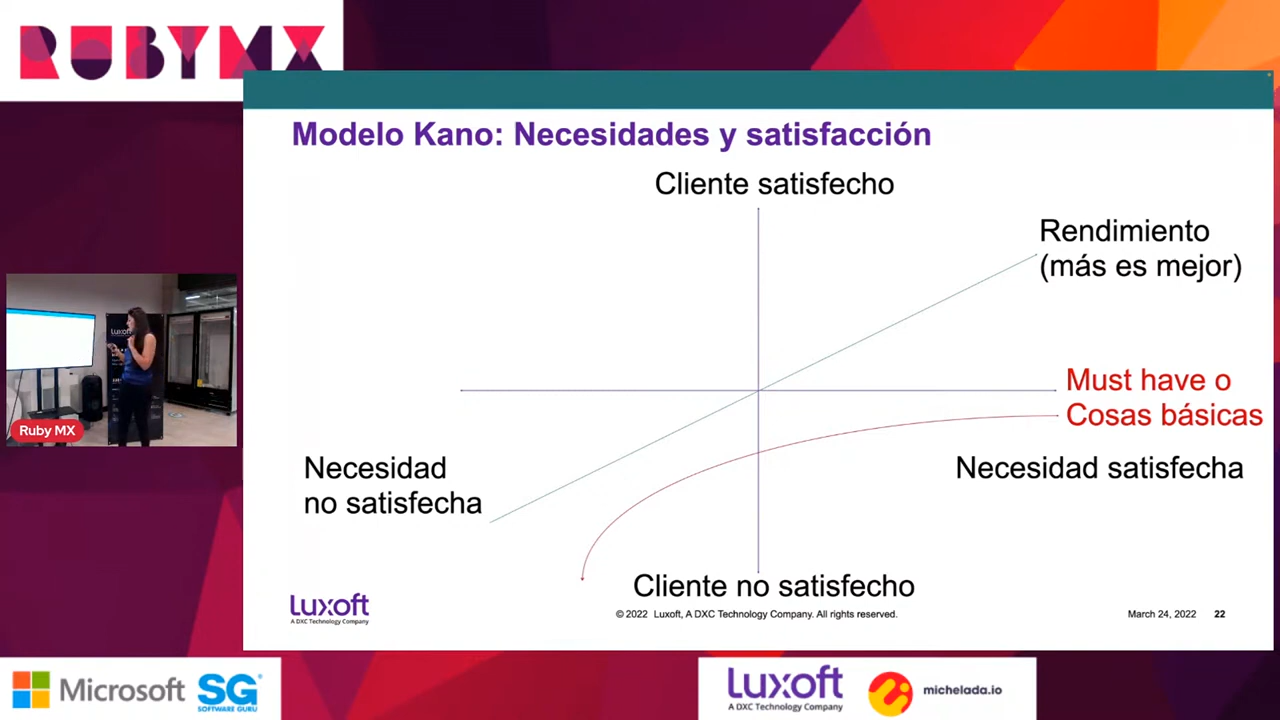 RUBYMX
Modelo Kano: Necesidades y satisfacción
Cliente satisfecho
Rendimiento
(más es mejor)
Must have o
Cosas básicas
Necesidad
no satisfecha
Necesidad satisfecha
Cliente no satisfecho
Luxoft
Ruby MX
Luxoft
A DXC Technology Company
© 2022 Luxoft, A DXC Technology Company. All rights reserved.
March 24, 2022 22
Microsoft
SG
SOFTWARE GURU
Luxoft
A DXC Technology Company
michelada.io